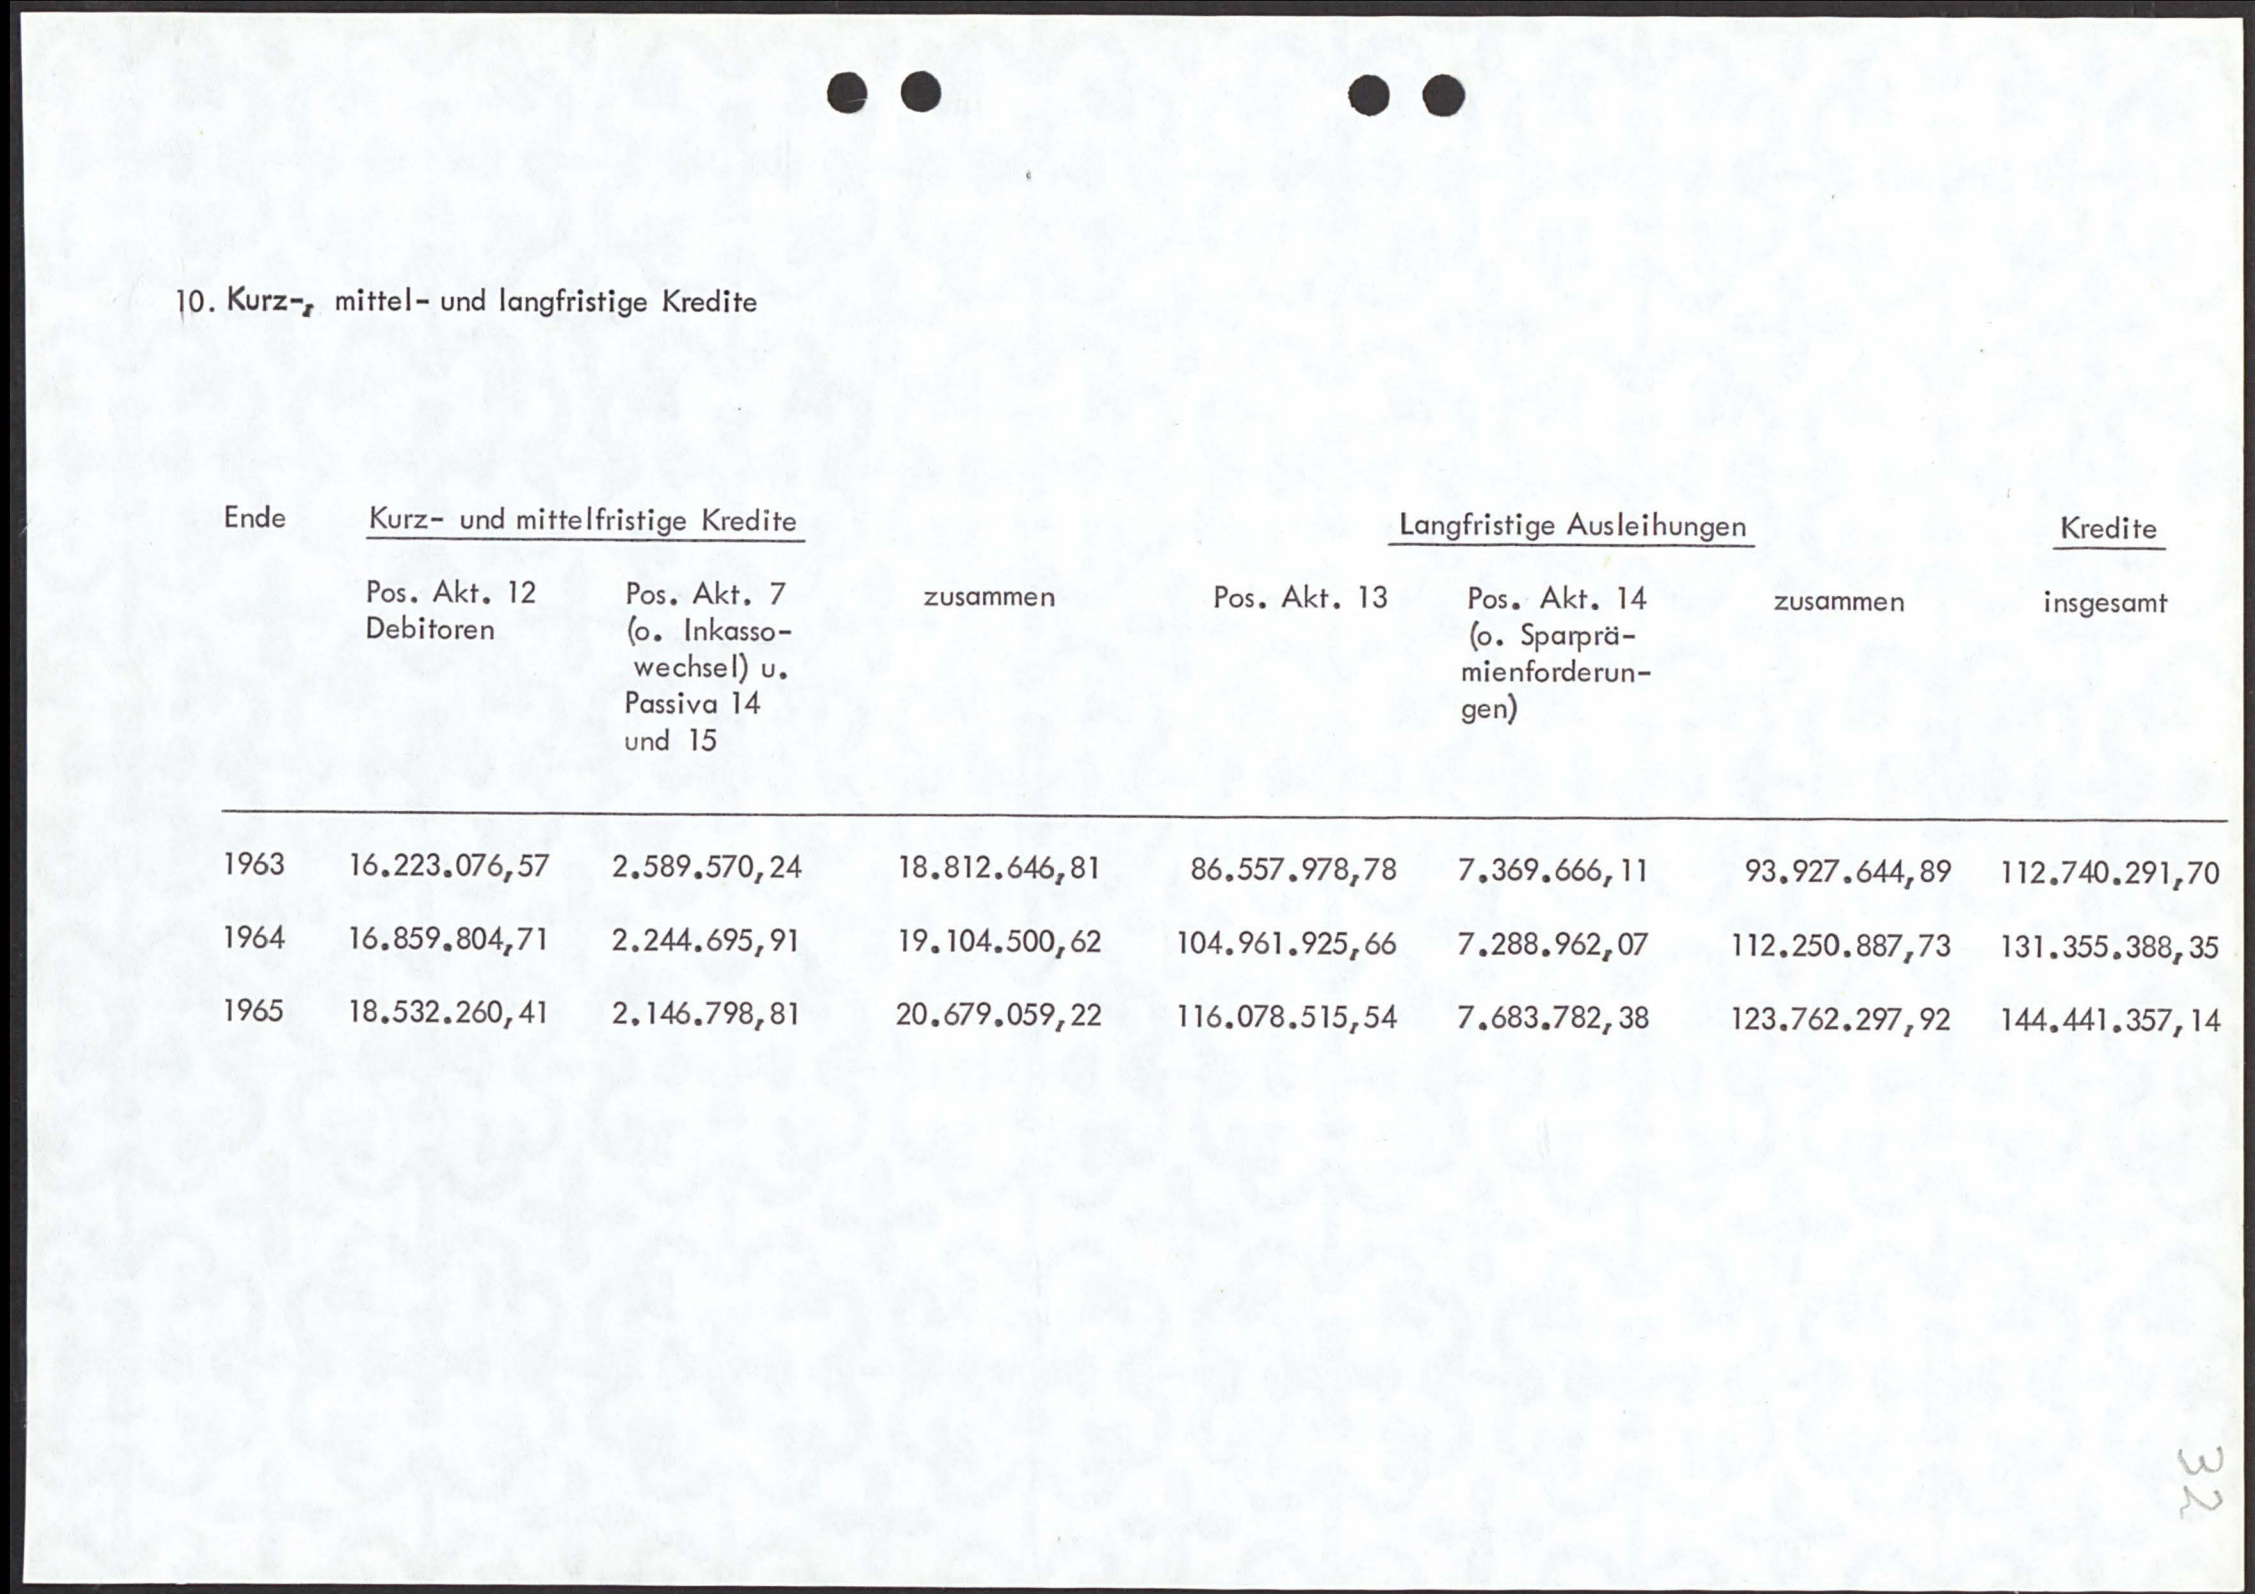 10. Kurz-, mittel- und langfristige Kredite
Ende Kurz- und mittelfristige Kredite Langfristige Ausleihungen Kredite
Pos. Akt. 12 Pos. Akt. 7 zusammen Pos. Akt. 13 Pos. Akt. 14 zusammen insgesamt
Debitoren (o. Inkasso- (o. Sparprä-
wechsel) u. mienforderun-
Passiva 14 gen)
und 15
1963 16.223.076,57 2.589.570,24 18.812.646,81 86.557.978,78 7.369.666,11 93.927.644,89 112.740.291,70
1964 16.859.804,71 2.244.695,91 19.104.500,62 104.961.925,66 7.288.962,07 112.250.887,73 131.355.388,35
1965 18.532.260,41 2.146.798,81 20.679.059,22 116.078.515,54 7.683.782,38 123.762.297,92 144.441.357,14
32